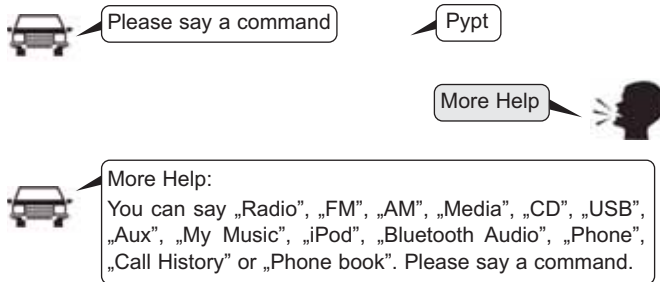 Please say a command
Pypt
More Help
More Help:
You can say „Radio”, „FM”, „AM”, „Media”, „CD”, „USB”,
„Aux”, „My Music”, „iPod”, „Bluetooth Audio”, „Phone”,
„Call History” or „Phone book”. Please say a command.